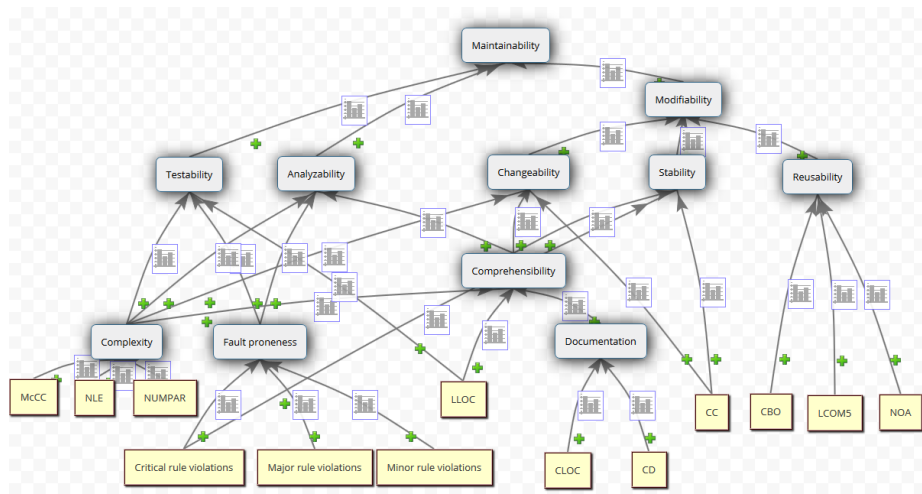 Maintainability
Modifiability
Testability
Analyzability
Changeability
Stability
Reusability
Comprehensibility
Complexity
Fault proneness
Documentation
McCC
NLE
NUMPAR
LLOC
CC
CBO
LCOM5
NOA
Critical rule violations
Major rule violations
Minor rule violations
CLOC
CD